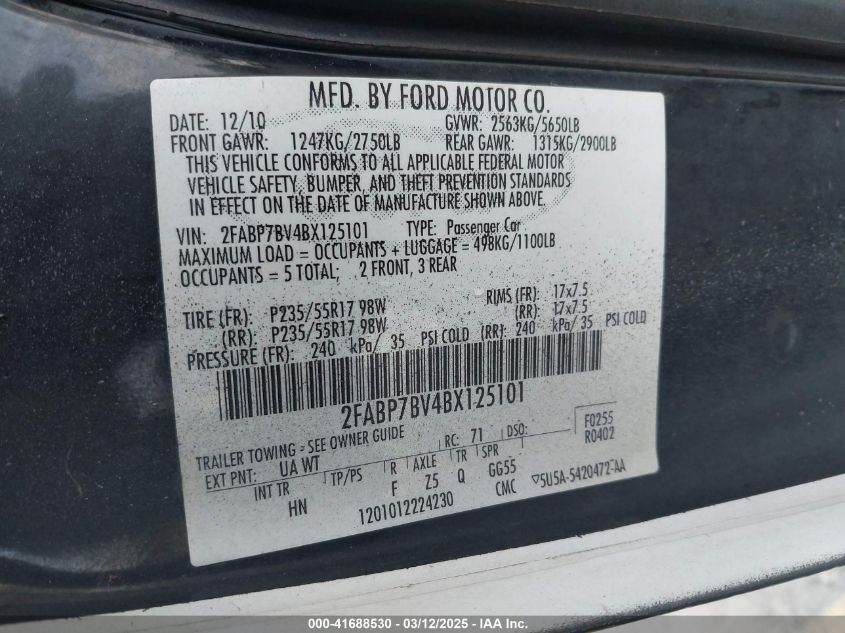 MFD. BY FORD MOTOR CO.
DATE: 12/10 GVWR: 2563KG/5650LB
FRONT GAWR: 1247KG/2750LB REAR GAWR: 1315KG/2900LB
THIS VEHICLE CONFORMS TO ALL APPLICABLE FEDERAL MOTOR
VEHICLE SAFETY, BUMPER, AND THEFT PREVENTION STANDARDS
IN EFFECT ON THE DATE OF MANUFACTURE SHOWN ABOVE.
VIN: 2FABP7BV4BX125101 TYPE: Passenger Car
MAXIMUM LOAD = OCCUPANTS + LUGGAGE = 498KG/1100LB
OCCUPANTS = 5 TOTAL; 2 FRONT, 3 REAR
TIRE (FR): P235/55R17 98W RIMS (FR): 17x7.5
(RR): P235/55R17 98W (RR): 17x7.5
PRESSURE (FR): 240 kPa/ 35 PSI COLD (RR): 240 kPa/ 35 PSI COLD
2FABP7BV4BX125101
TRAILER TOWING - SEE OWNER GUIDE RC: 71 DSO: F0255
EXT PNT: UA WT R0402
INT TR TP/PS R AXLE TR SPR
HN F Z5 Q GG55
1201012224230 CMC ▽5U5A-5420472-AA
000-41688530 - 03/12/2025 - IAA Inc.